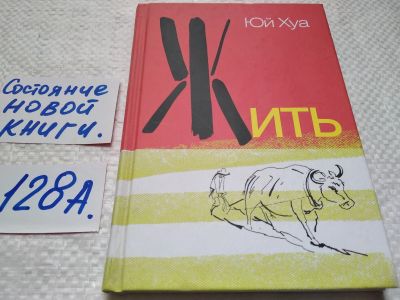 Состояние
новой
книги.
128А.
Юй Хуа
Жить